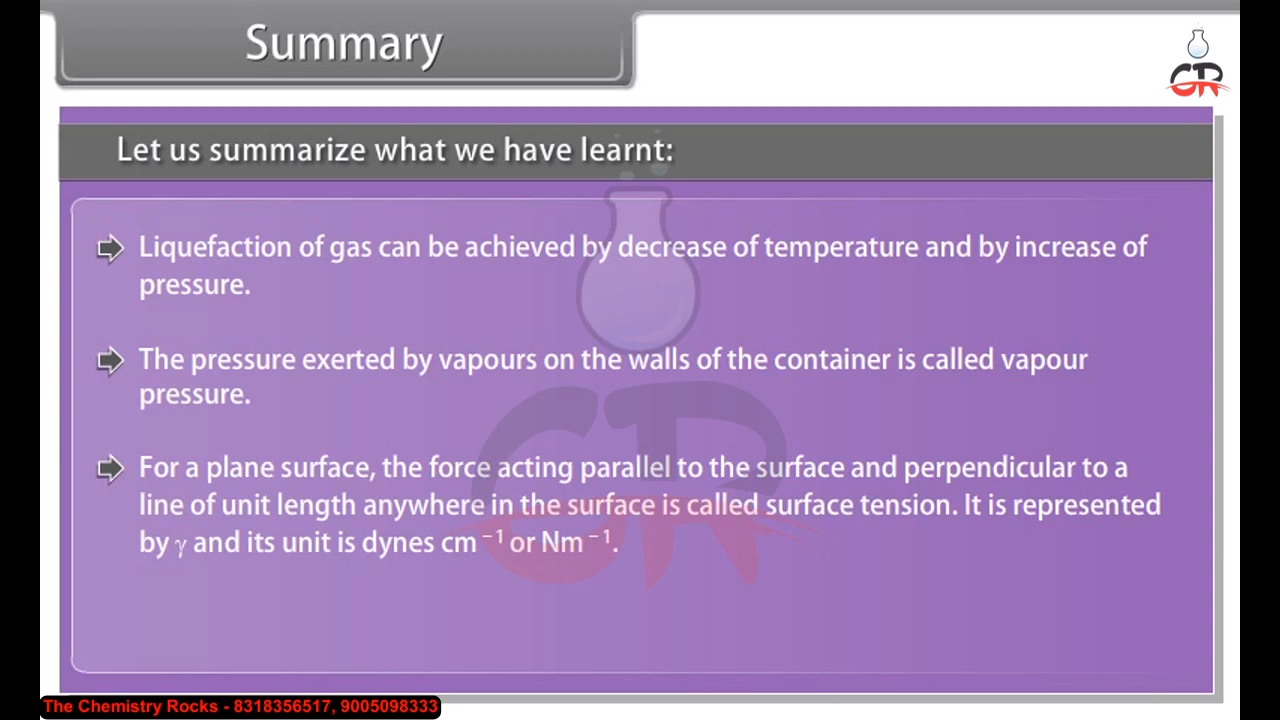 Summary
CR
Let us summarize what we have learnt:
Liquefaction of gas can be achieved by decrease of temperature and by increase of
pressure.
The pressure exerted by vapours on the walls of the container is called vapour
pressure.
For a plane surface, the force acting parallel to the surface and perpendicular to a
line of unit length anywhere in the surface is called surface tension. It is represented
by γ and its unit is dynes cm⁻¹ or Nm⁻¹.
CR
The Chemistry Rocks - 8318356517, 9005098333